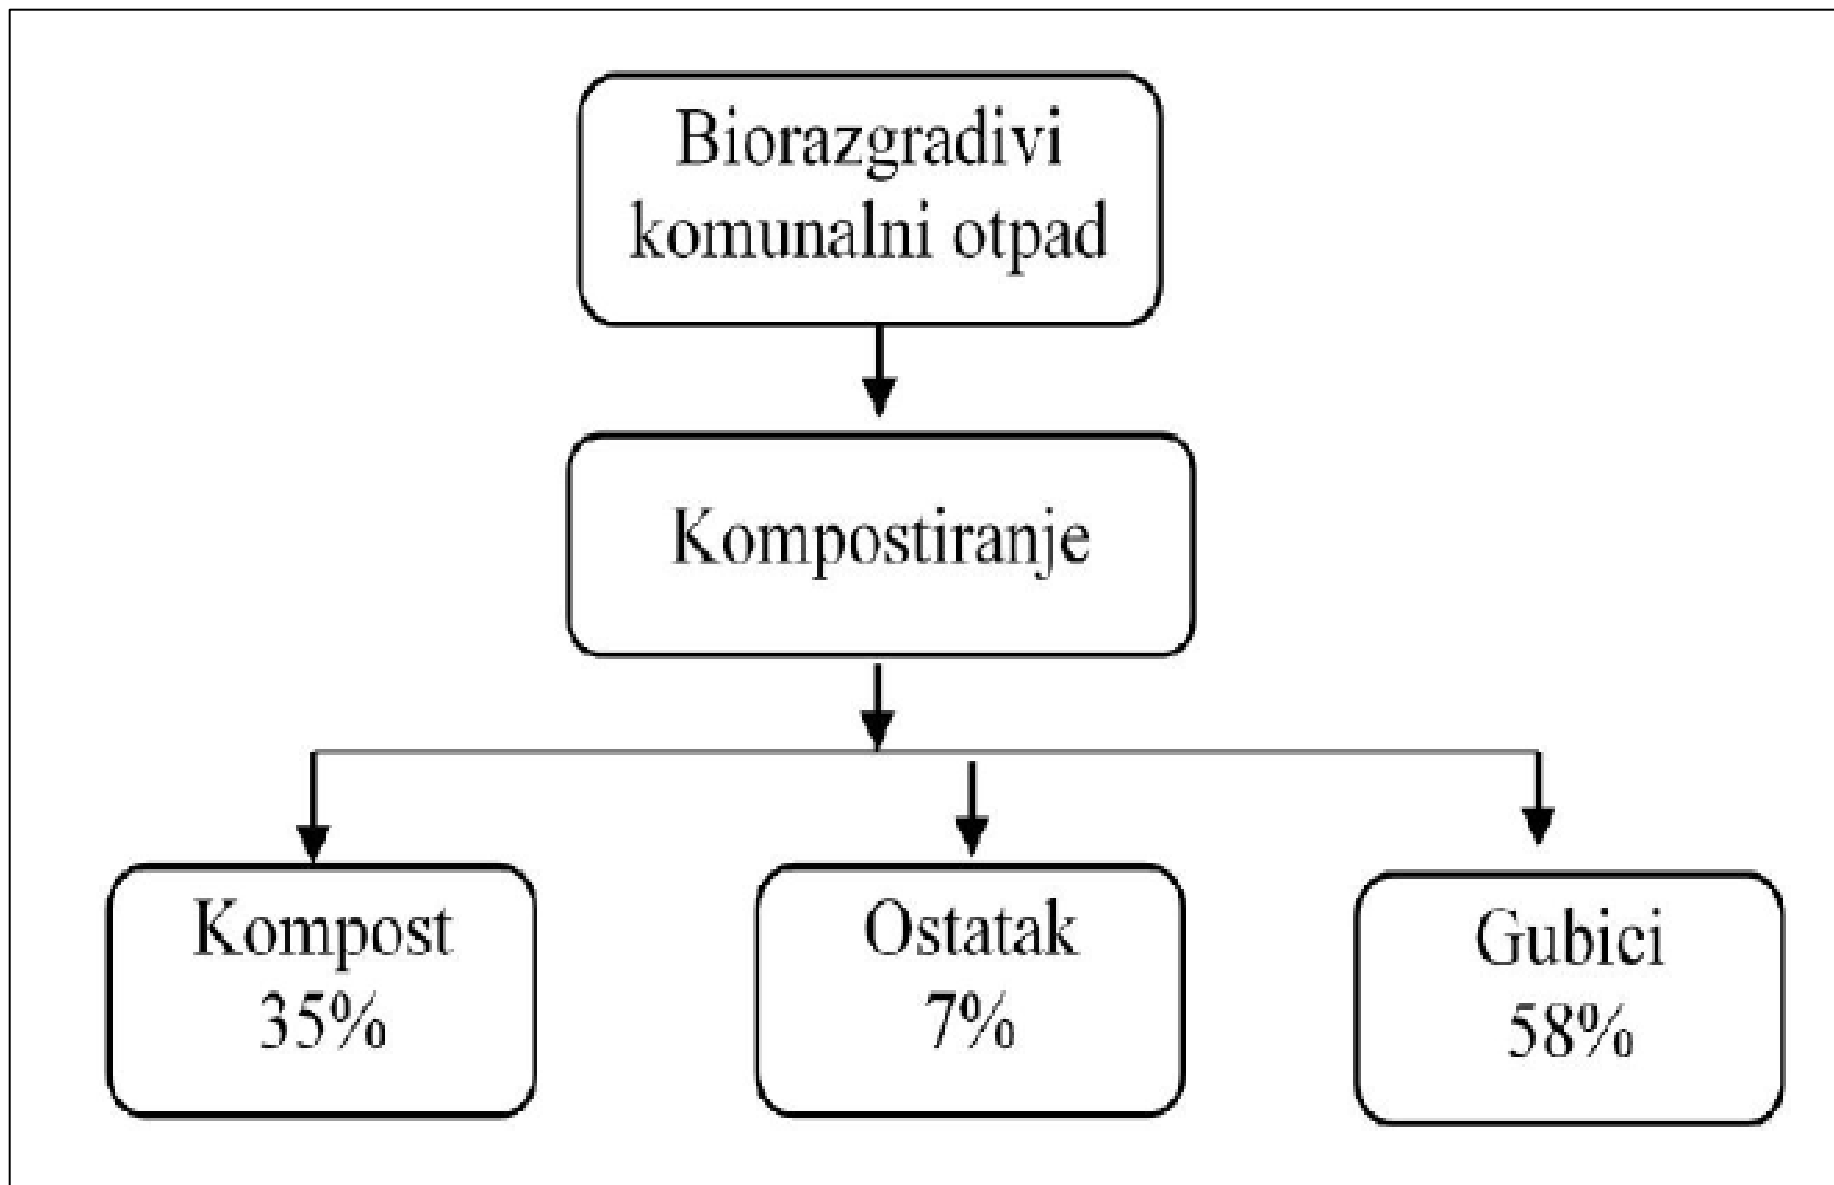 Biorazgradivi
komunalni otpad
Kompostiranje
Kompost
35%
Ostatak
7%
Gubici
58%